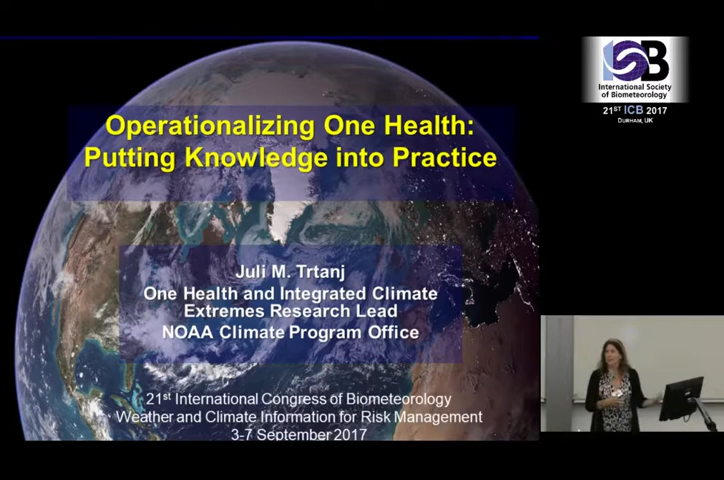 Operationalizing One Health:
Putting Knowledge into Practice
Juli M. Trtanj
One Health and Integrated Climate
Extremes Research Lead
NOAA Climate Program Office
21st International Congress of Biometeorology
Weather and Climate Information for Risk Management
3-7 September 2017
ISB
International Society
of Biometeorology
21ST ICB 2017
DURHAM, UK